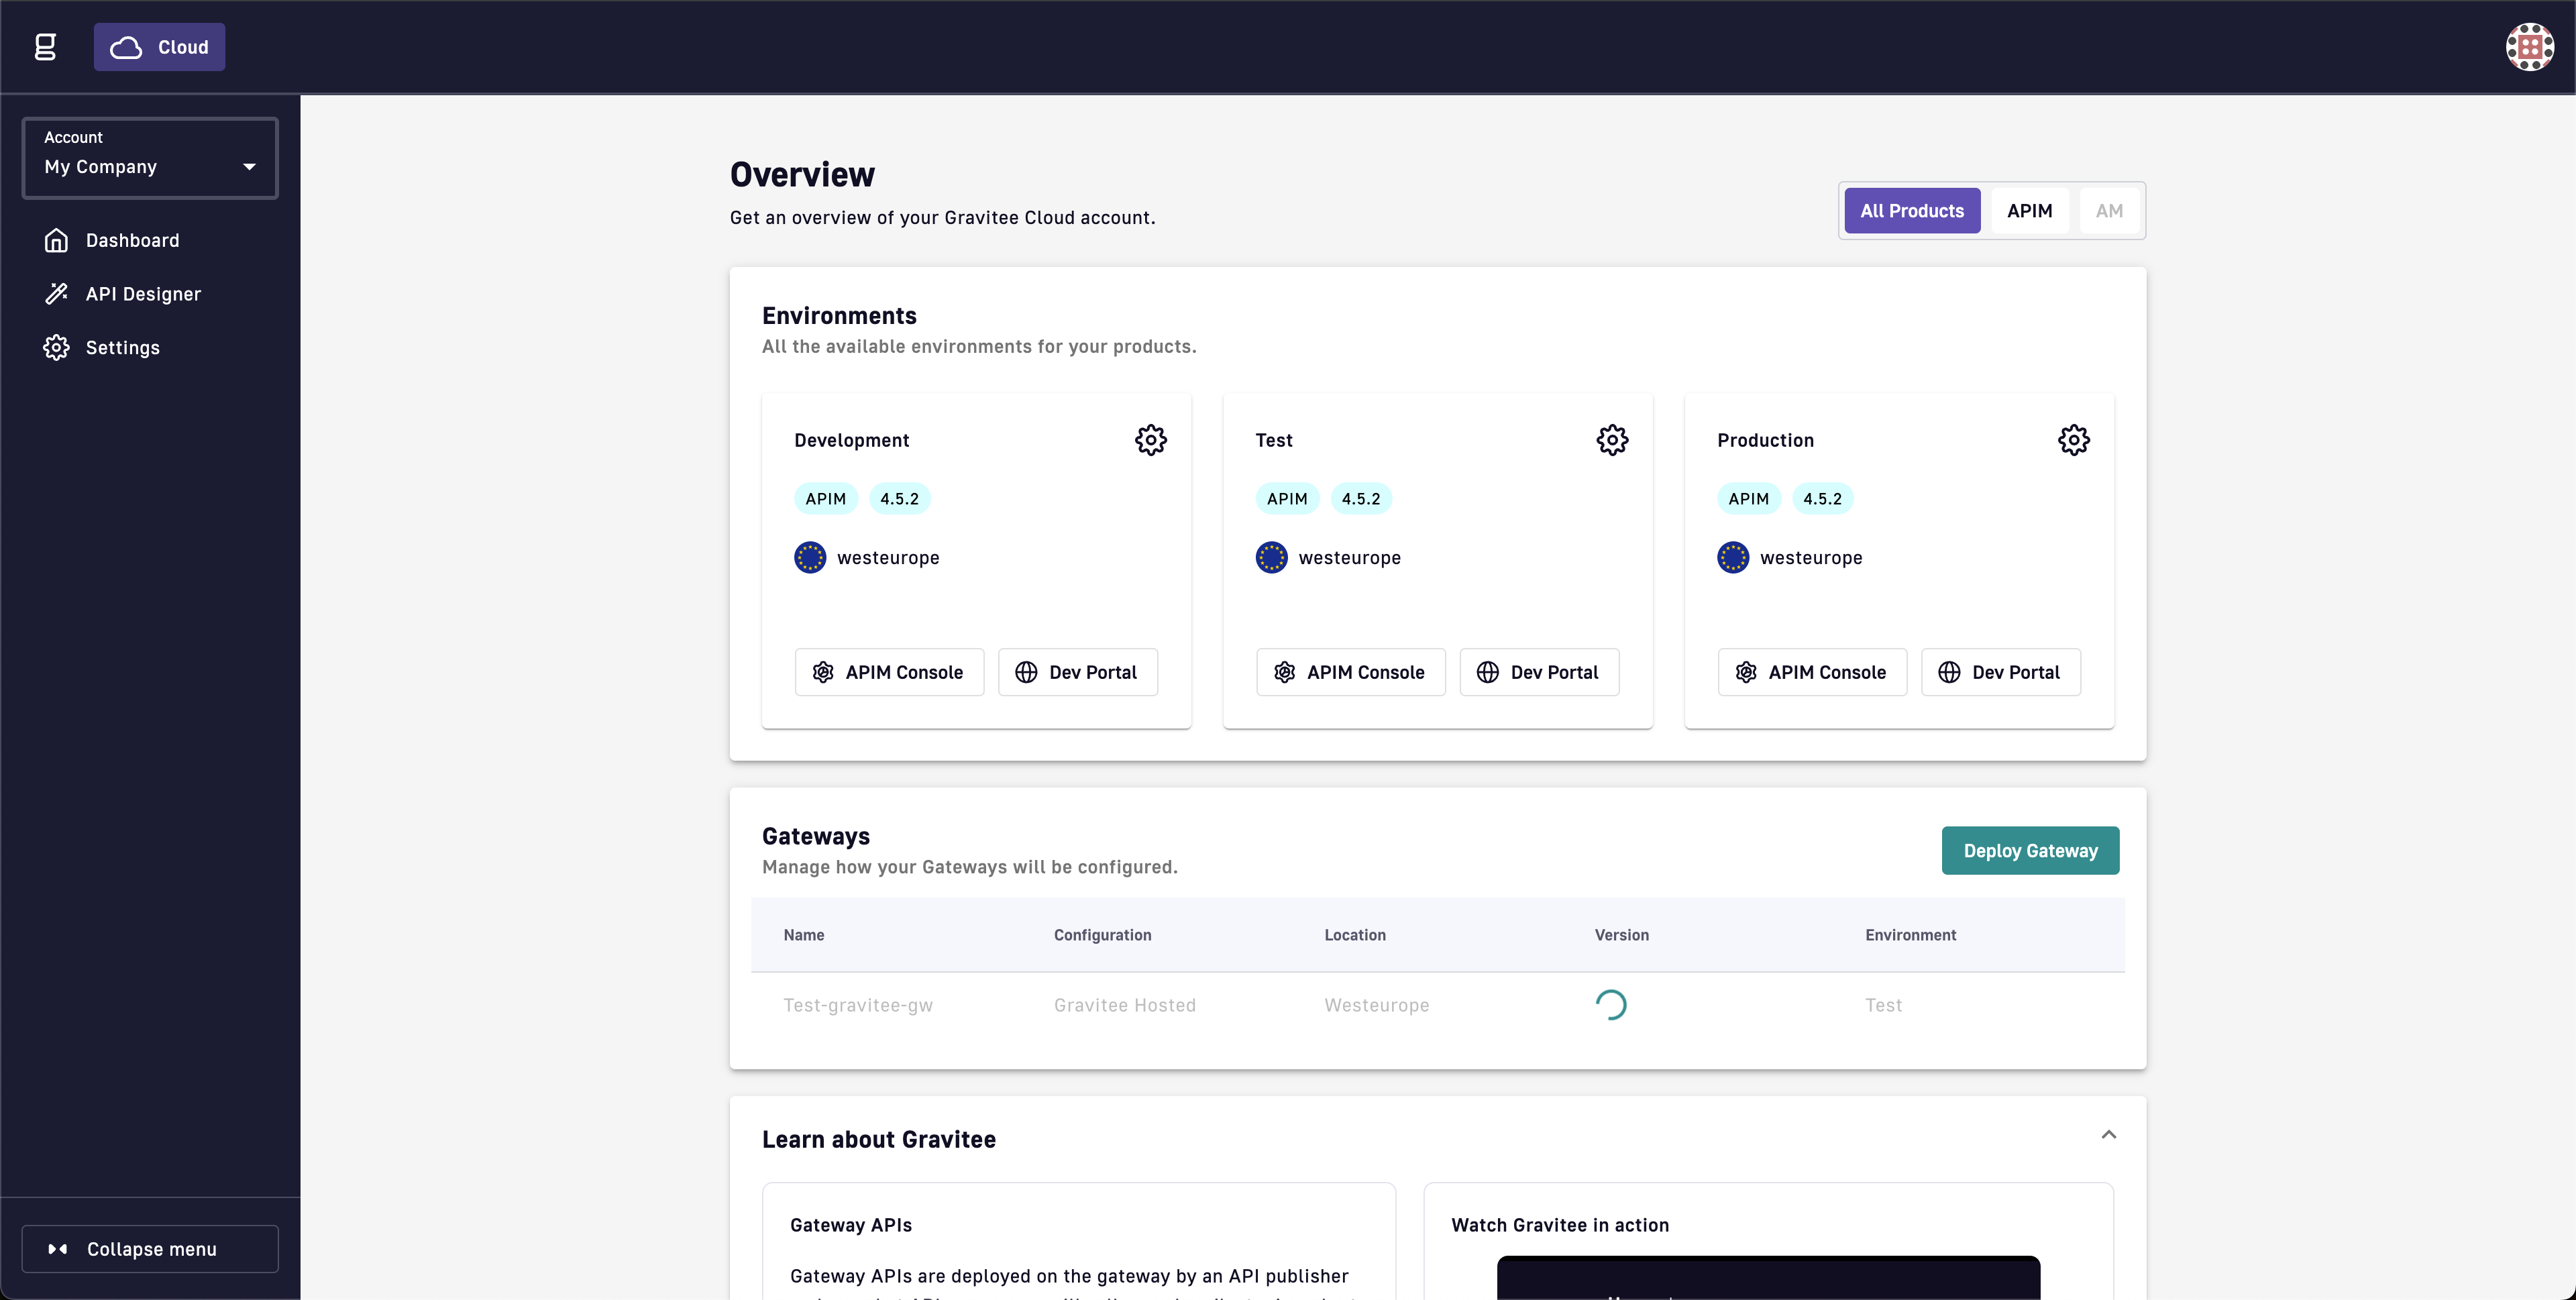 g
Cloud
Account
My Company
Dashboard
API Designer
Settings
Collapse menu
Overview
Get an overview of your Gravitee Cloud account.
All Products APIM AM
Environments
All the available environments for your products.
Development
APIM 4.5.2
westeurope
APIM Console Dev Portal
Test
APIM 4.5.2
westeurope
APIM Console Dev Portal
Production
APIM 4.5.2
westeurope
APIM Console Dev Portal
Gateways
Manage how your Gateways will be configured.
Deploy Gateway
Name Configuration Location Version Environment
Test-gravitee-gw Gravitee Hosted Westeurope Test
Learn about Gravitee
Gateway APIs
Gateway APIs are deployed on the gateway by an API publisher
Watch Gravitee in action